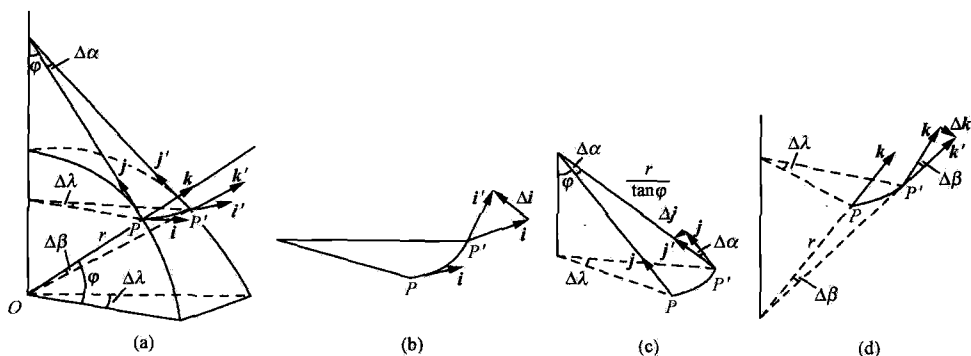 φ
Δα
j
j'
k
k'
Δλ
i'
P
P'
i
Δβ
r
φ
O
Δλ
(a)
i'
Δi
P'
i
P
i
(b)
Δα
φ
r/tanφ
Δj
j
j'
Δα
j
Δλ
P'
P
(c)
k
Δk
k'
k
Δλ
Δβ
P'
P
r
Δβ
(d)